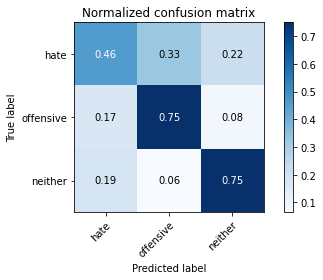 Normalized confusion matrix
hate 0.46 0.33 0.22
offensive 0.17 0.75 0.08
neither 0.19 0.06 0.75
hate offensive neither
True label
Predicted label
0.7
0.6
0.5
0.4
0.3
0.2
0.1